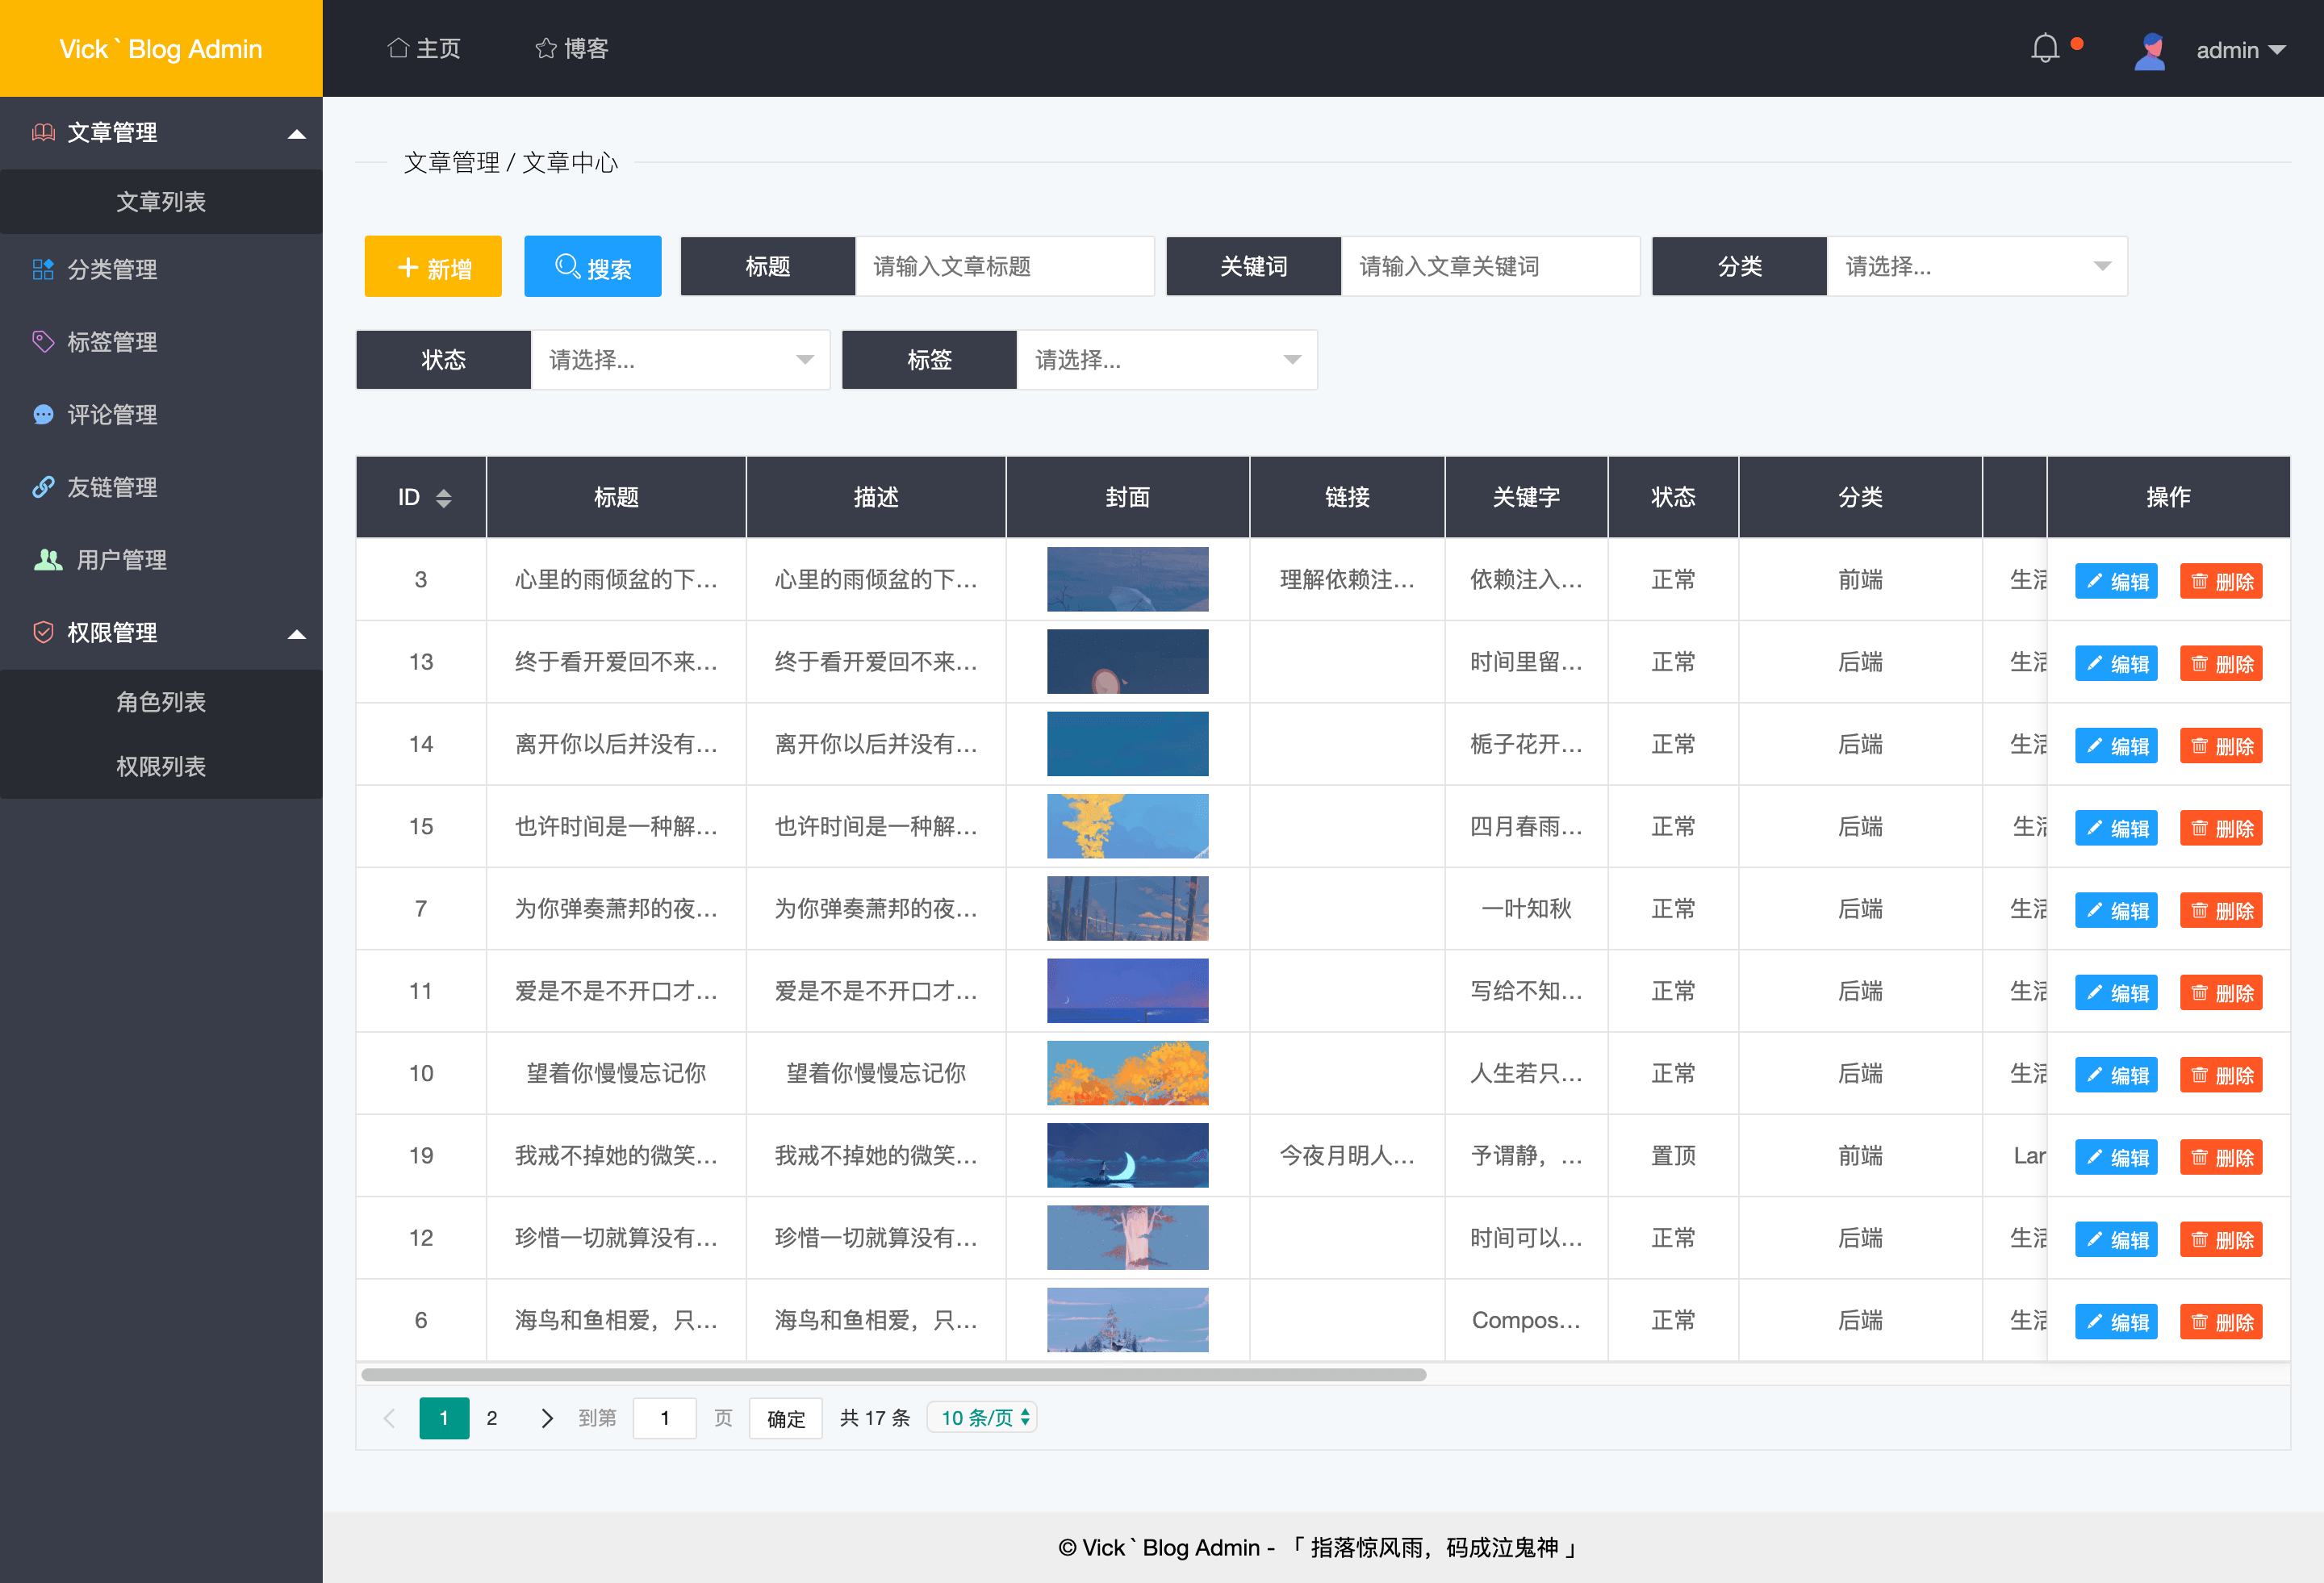 Vick ` Blog Admin
主页
博客
admin
文章管理
文章列表
分类管理
标签管理
评论管理
友链管理
用户管理
权限管理
角色列表
权限列表
文章管理 / 文章中心
新增 搜索 标题 请输入文章标题 关键词 请输入文章关键词 分类 请选择...
状态 请选择... 标签 请选择...
ID 标题 描述 封面 链接 关键字 状态 分类 操作
3 心里的雨倾盆的下... 心里的雨倾盆的下... 理解依赖注... 依赖注入... 正常 前端 生活 编辑 删除
13 终于看开爱回不来... 终于看开爱回不来... 时间里留... 正常 后端 生活 编辑 删除
14 离开你以后并没有... 离开你以后并没有... 栀子花开... 正常 后端 生活 编辑 删除
15 也许时间是一种解... 也许时间是一种解... 四月春雨... 正常 后端 生活 编辑 删除
7 为你弹奏萧邦的夜... 为你弹奏萧邦的夜... 一叶知秋 正常 后端 生活 编辑 删除
11 爱是不是不开口才... 爱是不是不开口才... 写给不知... 正常 后端 生活 编辑 删除
10 望着你慢慢忘记你 望着你慢慢忘记你 人生若只... 正常 后端 生活 编辑 删除
19 我戒不掉她的微笑... 我戒不掉她的微笑... 今夜月明人... 予谓静，... 置顶 前端 Lar 编辑 删除
12 珍惜一切就算没有... 珍惜一切就算没有... 时间可以... 正常 后端 生活 编辑 删除
6 海鸟和鱼相爱，只... 海鸟和鱼相爱，只... Compos... 正常 后端 生活 编辑 删除
1 2 到第 1 页 确定 共 17 条 10 条/页
© Vick ` Blog Admin - 「 指落惊风雨，码成泣鬼神 」